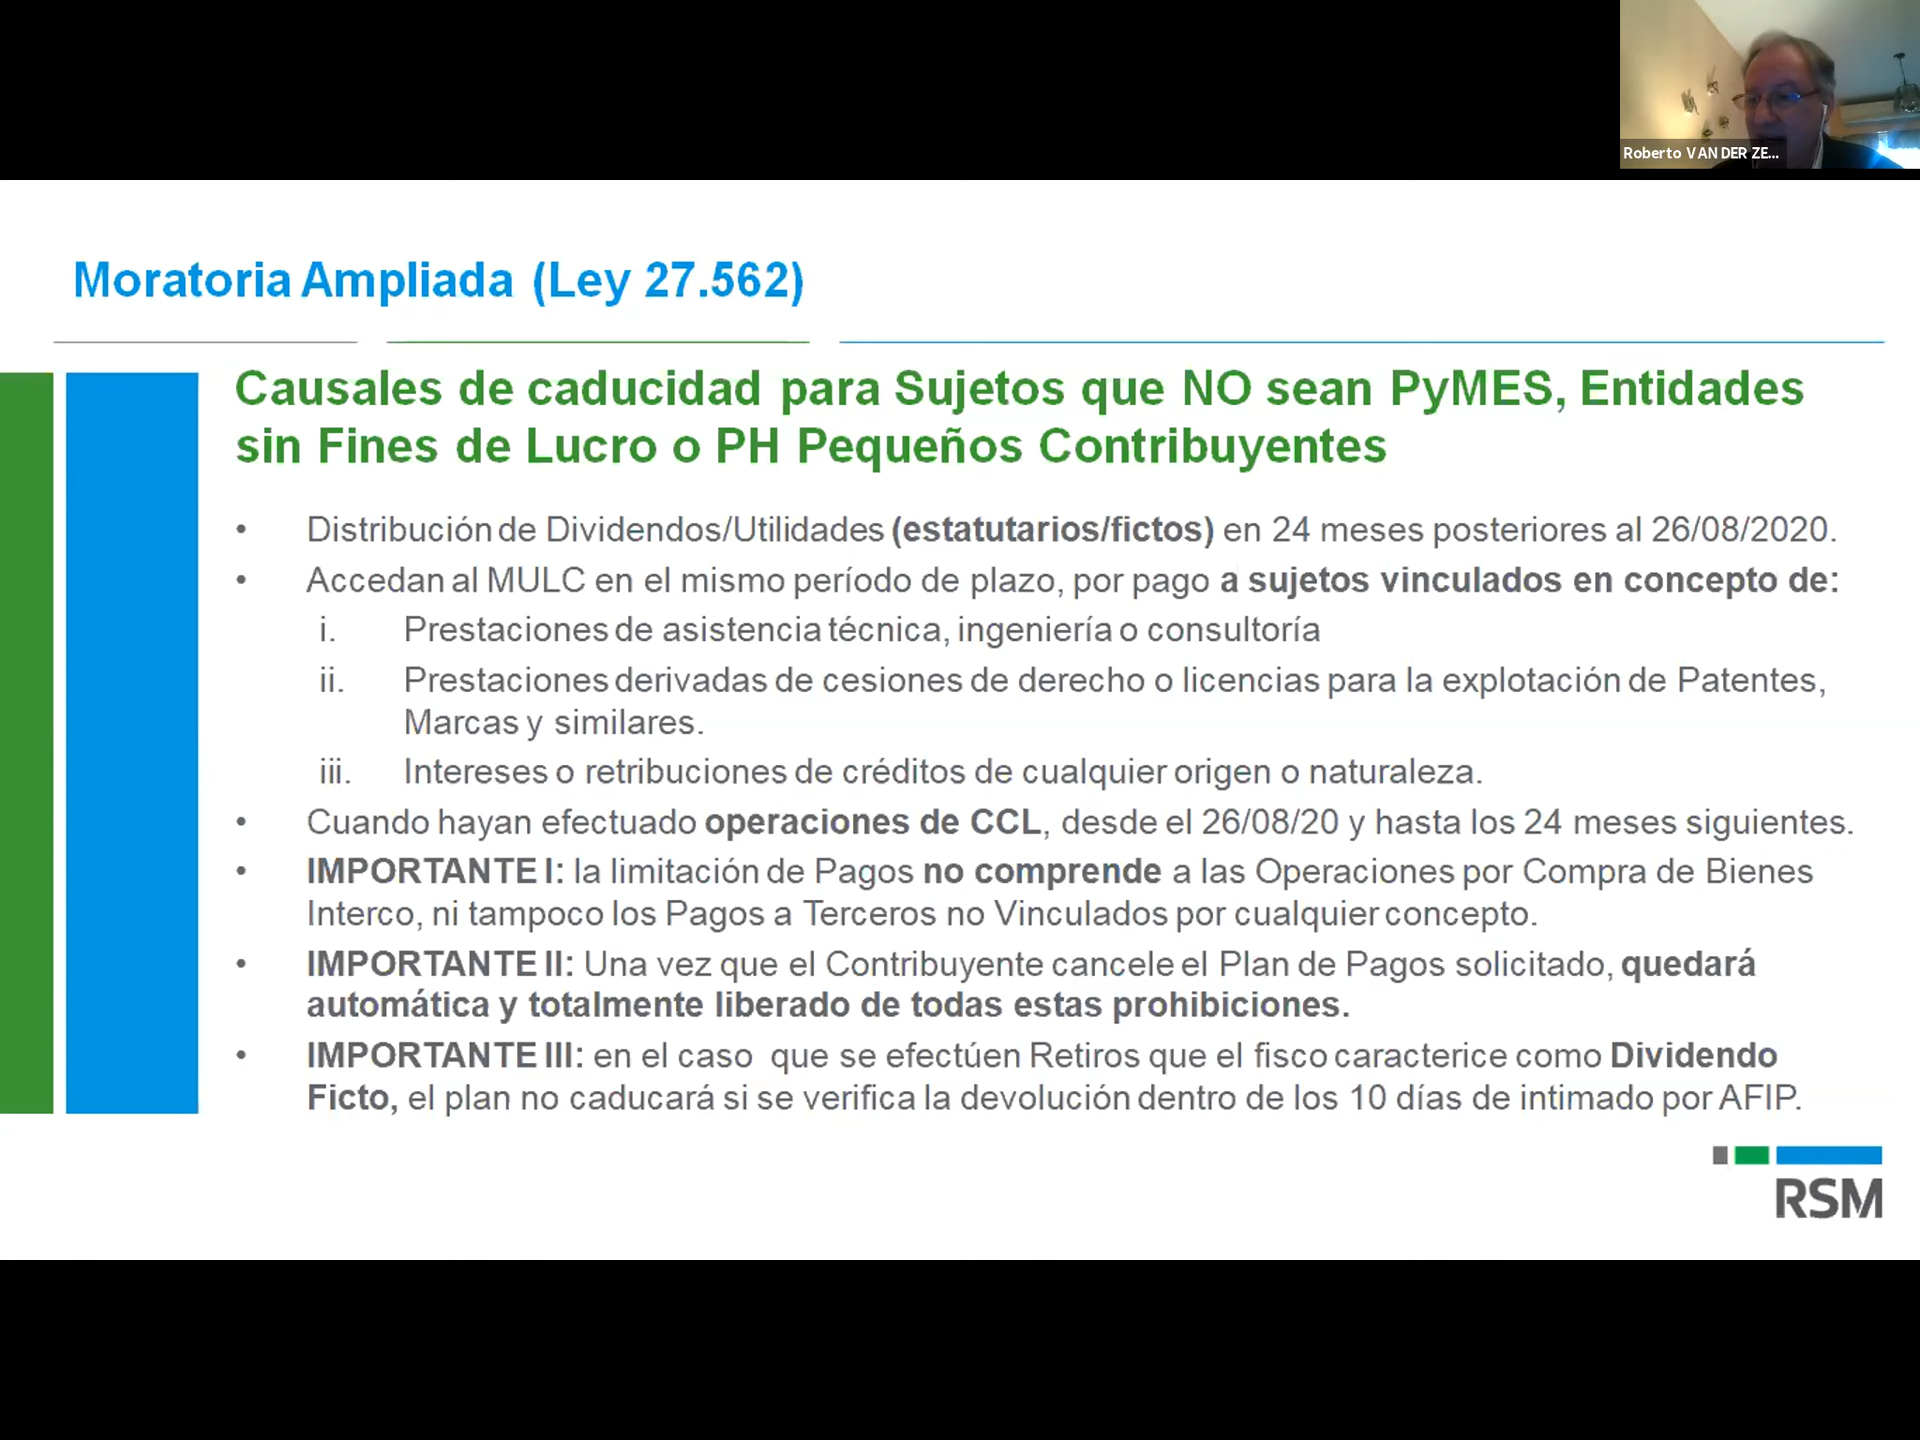 Roberto VAN DER ZE...
Moratoria Ampliada (Ley 27.562)
Causales de caducidad para Sujetos que NO sean PyMES, Entidades
sin Fines de Lucro o PH Pequeños Contribuyentes
• Distribución de Dividendos/Utilidades (estatutarios/fictos) en 24 meses posteriores al 26/08/2020.
• Accedan al MULC en el mismo período de plazo, por pago a sujetos vinculados en concepto de:
i. Prestaciones de asistencia técnica, ingeniería o consultoría
ii. Prestaciones derivadas de cesiones de derecho o licencias para la explotación de Patentes,
Marcas y similares.
iii. Intereses o retribuciones de créditos de cualquier origen o naturaleza.
• Cuando hayan efectuado operaciones de CCL, desde el 26/08/20 y hasta los 24 meses siguientes.
• IMPORTANTE I: la limitación de Pagos no comprende a las Operaciones por Compra de Bienes
Interco, ni tampoco los Pagos a Terceros no Vinculados por cualquier concepto.
• IMPORTANTE II: Una vez que el Contribuyente cancele el Plan de Pagos solicitado, quedará
automática y totalmente liberado de todas estas prohibiciones.
• IMPORTANTE III: en el caso que se efectúen Retiros que el fisco caracterice como Dividendo
Ficto, el plan no caducará si se verifica la devolución dentro de los 10 días de intimado por AFIP.
RSM